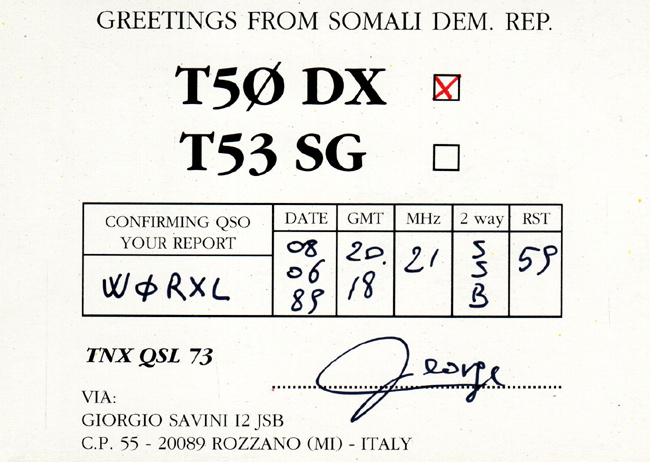 GREETINGS FROM SOMALI DEM. REP.
T5Ø DX
T53 SG
CONFIRMING QSO
YOUR REPORT
DATE GMT MHz 2 way RST
WØRXL
08 20. 21 S 59
06 18 S
89 B
TNX QSL 73
George
VIA:
GIORGIO SAVINI I2 JSB
C.P. 55 - 20089 ROZZANO (MI) - ITALY